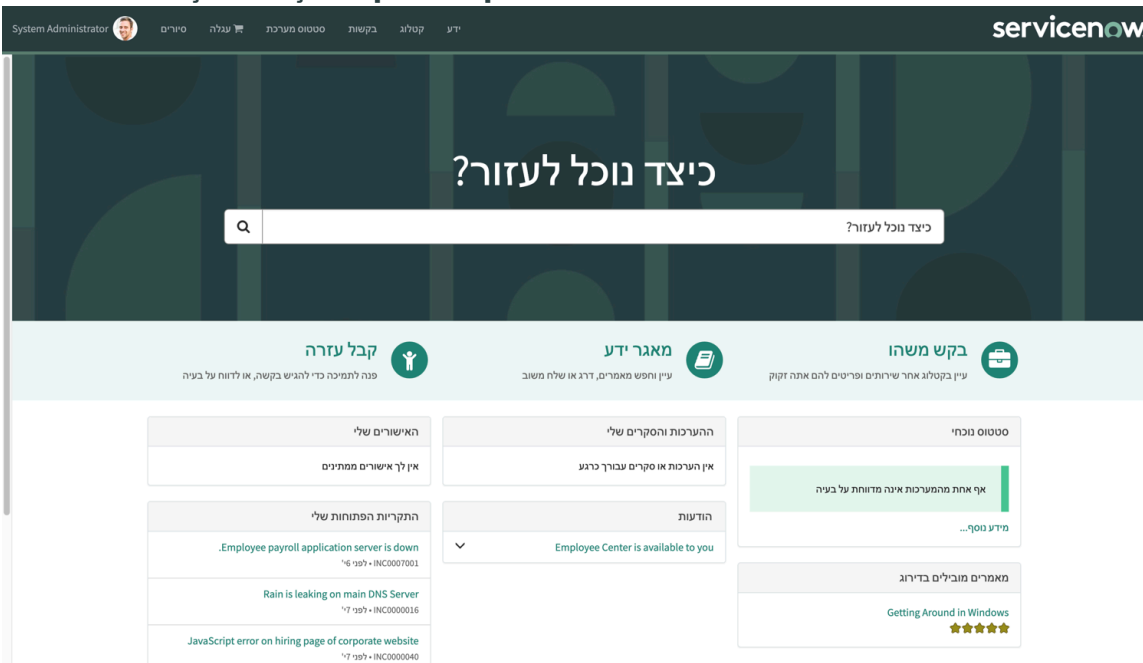 servicenow
ידע
קטלוג
בקשות
סטטוס מערכת
עגלה
סיורים
System Administrator
כיצד נוכל לעזור?
כיצד נוכל לעזור?
בקש משהו
עיין בקטלוג אחר שירותים ופריטים להם אתה זקוק
מאגר ידע
עיין וחפש מאמרים, דרג או שלח משוב
קבל עזרה
פנה לתמיכה כדי להגיש בקשה, או לדווח על בעיה
סטטוס נוכחי
אף אחת מהמערכות אינה מדווחת על בעיה
מידע נוסף...
מאמרים מובילים בדירוג
Getting Around in Windows
ההערכות והסקרים שלי
אין הערכות או סקרים עבורך כרגע
הודעות
Employee Center is available to you
האישורים שלי
אין לך אישורים ממתינים
התקריות הפתוחות שלי
.Employee payroll application server is down
INC0007001 • לפני 6י'
Rain is leaking on main DNS Server
INC0000016 • לפני 7י'
JavaScript error on hiring page of corporate website
INC0000040 • לפני 7י'